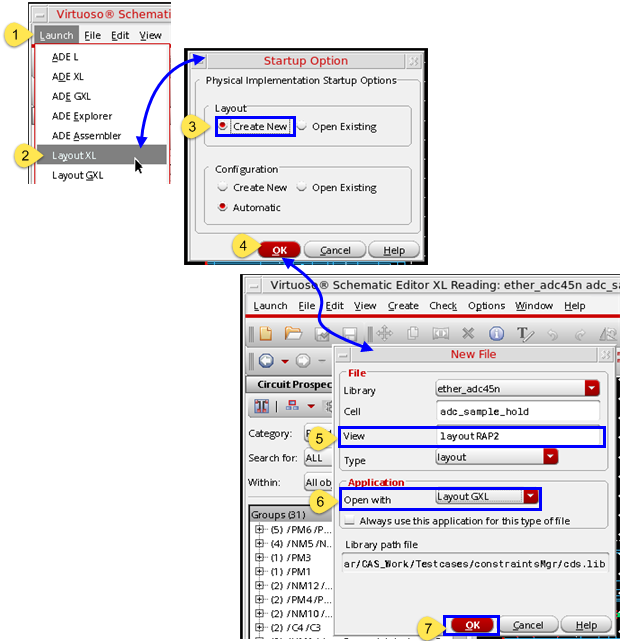 Virtuoso® Schemati
1
Launch File Edit View
ADE L
ADE XL
ADE GXL
ADE Explorer
ADE Assembler
2
Layout XL
Layout GXL
Startup Option
Physical Implementation Startup Options
Layout
3
Create New Open Existing
Configuration
Create New Open Existing
Automatic
4
OK Cancel Help
Virtuoso® Schematic Editor XL Reading: ether_adc45n adc_sa
Launch File Edit View Create Check Options Window Help
Circuit Prospec
Category:
Search for: ALL
Within: All ob
Groups (31)
(5) /PM6 /P...
(4) /NM5 /N...
(1) /PM3
(1) /PM1
(2) /NM12 /...
(2) /PM4 /P...
(2) /NM10 /...
(2) /C4 /C3
New File
File
Library ether_adc45n
Cell adc_sample_hold
5
View layoutRAP2
Type layout
Application
6
Open with Layout GXL
Always use this application for this type of file
Library path file
ar/CAS_Work/Testcases/constraintsMgr/cds.lib
7
OK Cancel Help